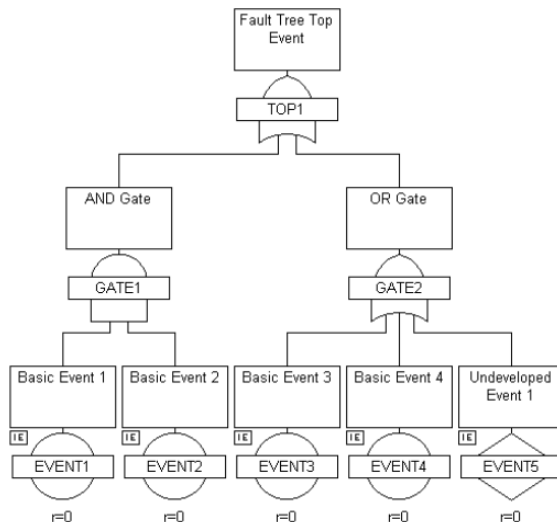 Fault Tree Top
Event
TOP1
AND Gate
OR Gate
GATE1
GATE2
Basic Event 1
Basic Event 2
Basic Event 3
Basic Event 4
Undeveloped
Event 1
IE
IE
IE
IE
IE
EVENT1
EVENT2
EVENT3
EVENT4
EVENT5
r=0
r=0
r=0
r=0
r=0